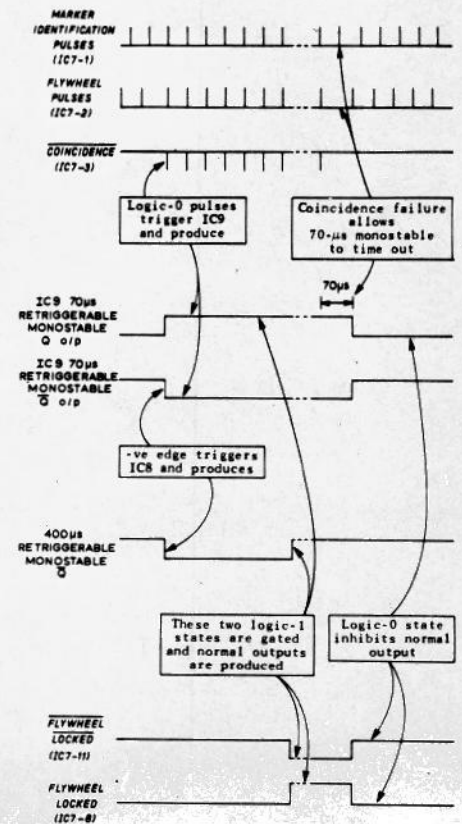 MARKER
IDENTIFICATION
PULSES
(IC7-1)
FLYWHEEL
PULSES
(IC7-2)
COINCIDENCE
(IC7-3)
Logic-0 pulses
trigger IC9
and produce
Coincidence failure
allows
70-µs monostable
to time out
70µs
IC9 70µs
RETRIGGERABLE
MONOSTABLE
Q o/p
IC9 70µs
RETRIGGERABLE
MONOSTABLE
Q̅ o/p
-ve edge triggers
IC8 and produces
400µs
RETRIGGERABLE
MONOSTABLE
Q̅
These two logic-1
states are gated
and normal outputs
are produced
Logic-0 state
inhibits normal
output
FLYWHEEL
LOCKED
(IC7-11)
FLYWHEEL
LOCKED
(IC7-8)